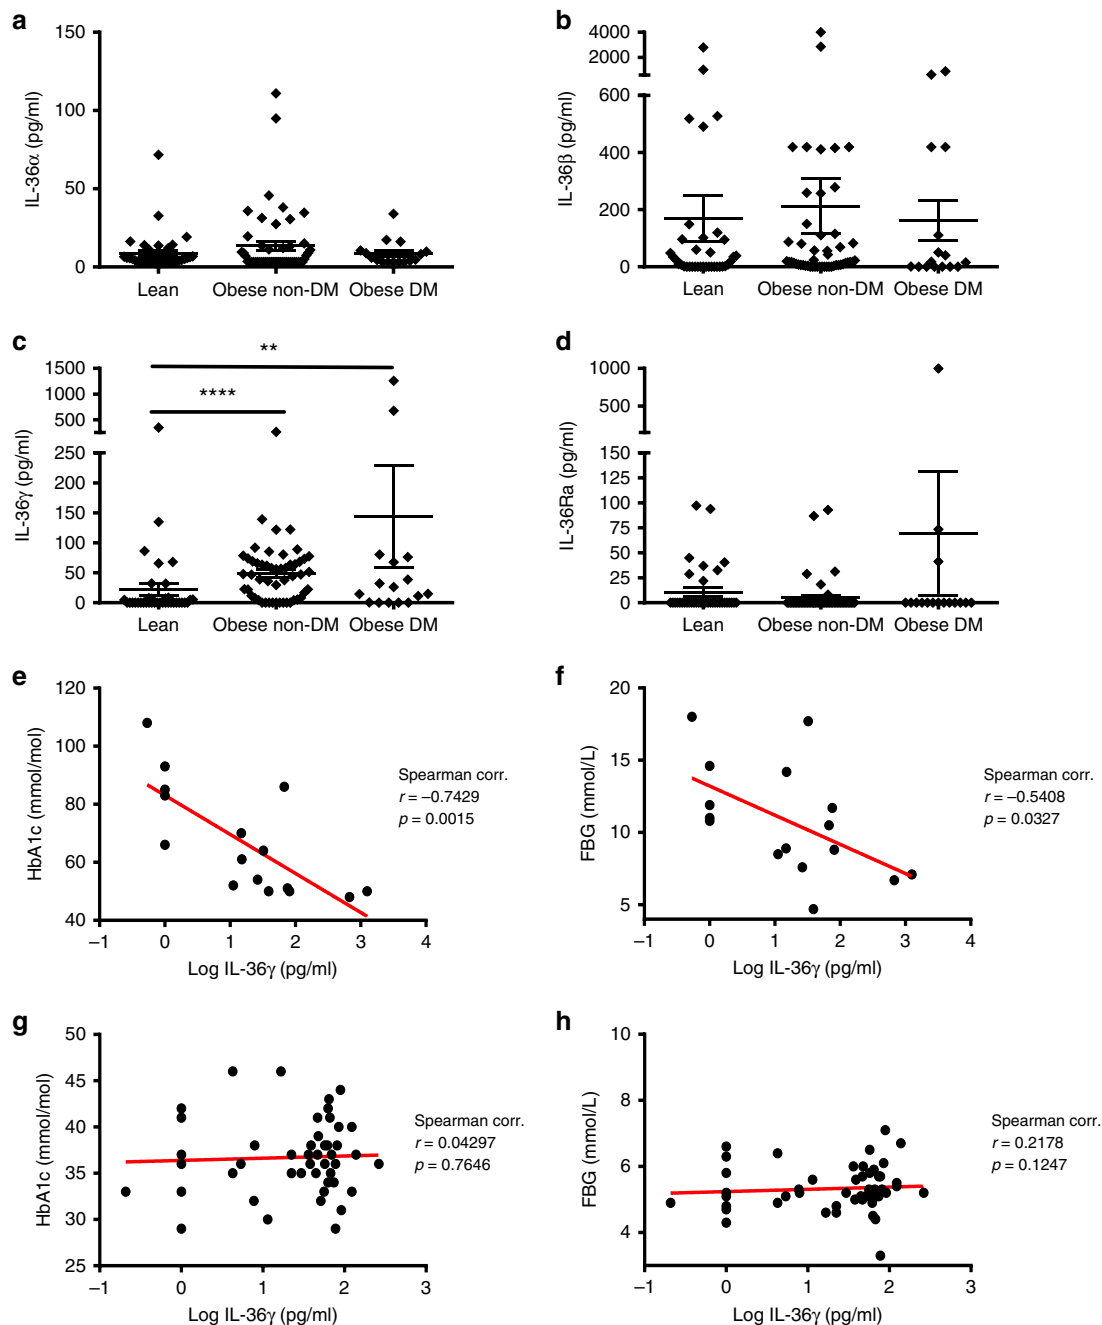 a
150
100
50
0
IL-36α (pg/ml)
Lean
Obese non-DM
Obese DM
b
4000
2000
600
400
200
0
IL-36β (pg/ml)
Lean
Obese non-DM
Obese DM
c
1500
1000
500
250
200
150
100
50
0
IL-36γ (pg/ml)
**
****
Lean
Obese non-DM
Obese DM
d
1000
500
150
125
100
75
50
25
0
IL-36Ra (pg/ml)
Lean
Obese non-DM
Obese DM
e
120
100
80
60
40
HbA1c (mmol/mol)
–1
0
1
2
3
4
Log IL-36γ (pg/ml)
Spearman corr.
r = –0.7429
p = 0.0015
f
20
15
10
5
FBG (mmol/L)
–1
0
1
2
3
4
Log IL-36γ (pg/ml)
Spearman corr.
r = –0.5408
p = 0.0327
g
50
45
40
35
30
25
HbA1c (mmol/mol)
–1
0
1
2
3
Log IL-36γ (pg/ml)
Spearman corr.
r = 0.04297
p = 0.7646
h
10
8
6
4
FBG (mmol/L)
–1
0
1
2
3
Log IL-36γ (pg/ml)
Spearman corr.
r = 0.2178
p = 0.1247